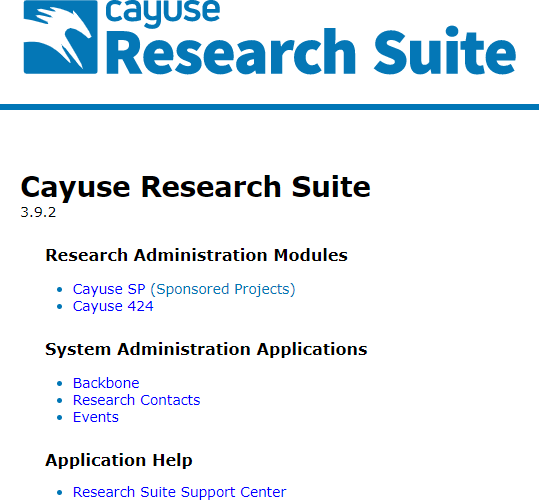 cayuse
Research Suite
Cayuse Research Suite
3.9.2
Research Administration Modules
Cayuse SP (Sponsored Projects)
Cayuse 424
System Administration Applications
Backbone
Research Contacts
Events
Application Help
Research Suite Support Center